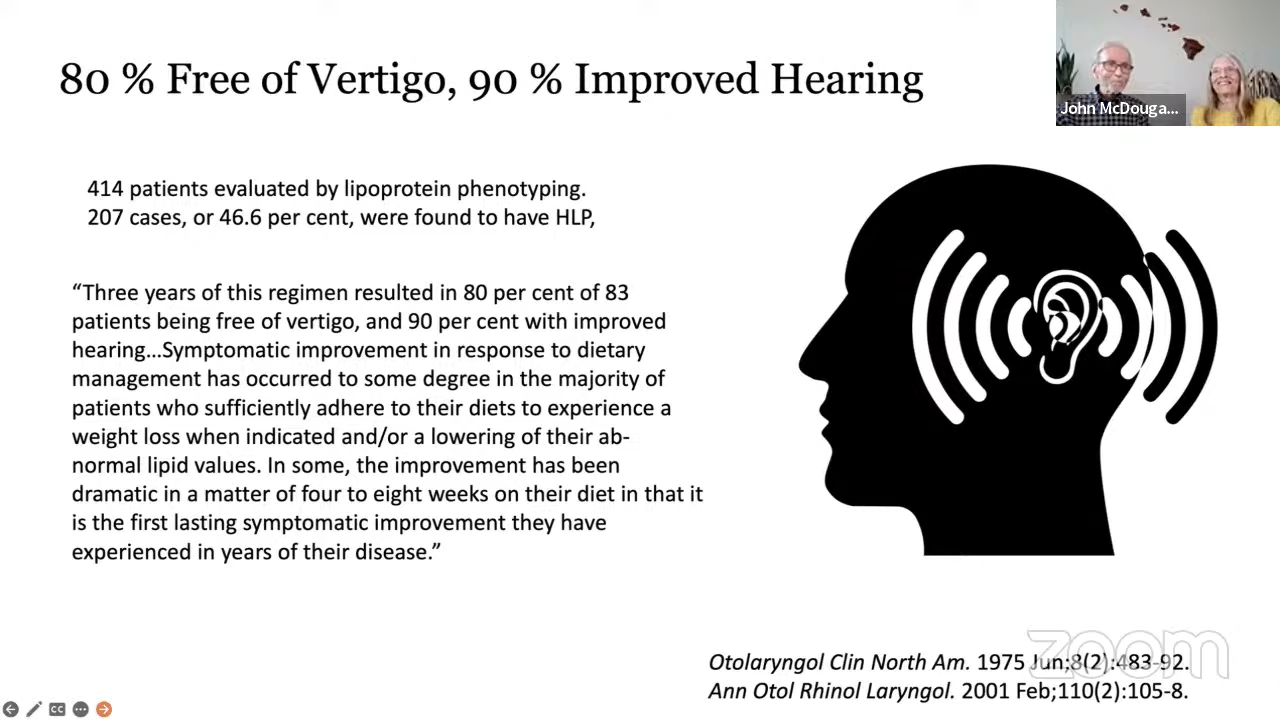 80 % Free of Vertigo, 90 % Improved Hearing
John McDouga...
414 patients evaluated by lipoprotein phenotyping.
207 cases, or 46.6 per cent, were found to have HLP,
“Three years of this regimen resulted in 80 per cent of 83
patients being free of vertigo, and 90 per cent with improved
hearing...Symptomatic improvement in response to dietary
management has occurred to some degree in the majority of
patients who sufficiently adhere to their diets to experience a
weight loss when indicated and/or a lowering of their ab-
normal lipid values. In some, the improvement has been
dramatic in a matter of four to eight weeks on their diet in that it
is the first lasting symptomatic improvement they have
experienced in years of their disease.”
zoom
Otolaryngol Clin North Am. 1975 Jun;8(2):483-92.
Ann Otol Rhinol Laryngol. 2001 Feb;110(2):105-8.
CC